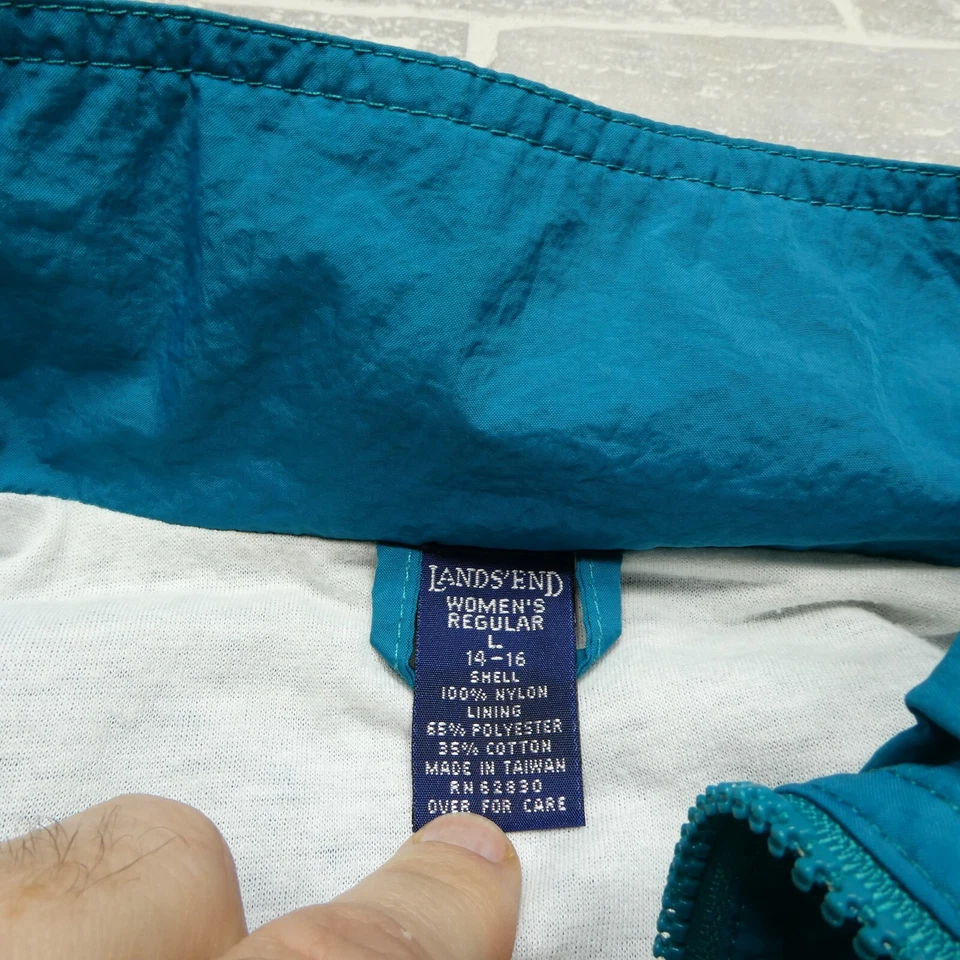 LANDS' END
WOMEN'S
REGULAR
L
14-16
SHELL
100% NYLON
LINING
65% POLYESTER
35% COTTON
MADE IN TAIWAN
RN 62830
OVER FOR CARE